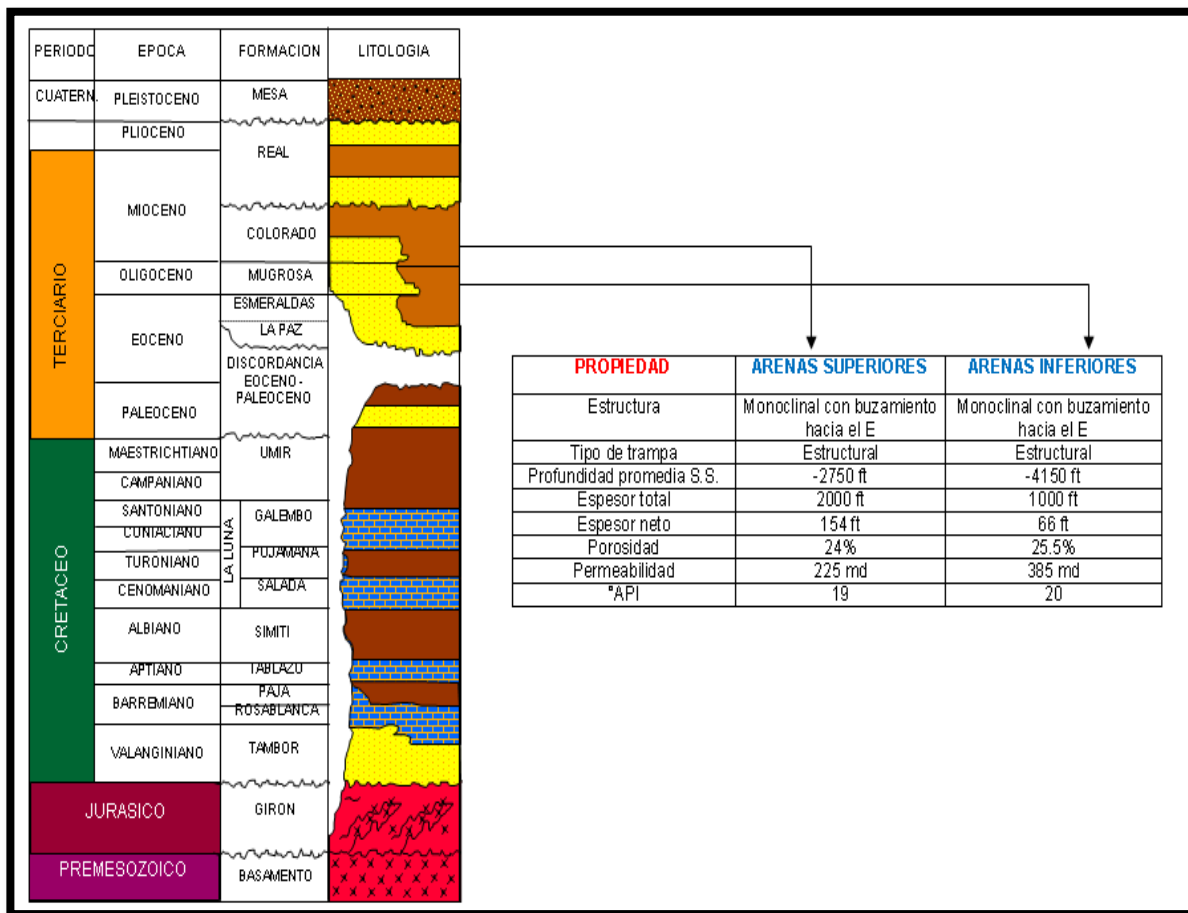 PERIODO EPOCA FORMACION LITOLOGIA
CUATERN. PLEISTOCENO MESA
PLIOCENO
REAL
MIOCENO
COLORADO
OLIGOCENO MUGROSA
ESMERALDAS
LA PAZ
EOCENO
DISCORDANCIA
EOCENO-
PALEOCENO
PALEOCENO
TERCIARIO
MAESTRICHTIANO UMIR
CAMPANIANO
SANTONIANO GALEMBO
CUNIACIANO
PUJAMANA
TURONIANO
LA LUNA
CENOMANIANO SALADA
ALBIANO SIMITI
CRETACEO
APTIANO TABLAZU
PAJA
BARREMIANO
ROSABLANCA
VALANGINIANO TAMBOR
JURASICO GIRON
PREMESOZOICO BASAMENTO
PROPIEDAD ARENAS SUPERIORES ARENAS INFERIORES
Estructura Monoclinal con buzamiento hacia el E Monoclinal con buzamiento hacia el E
Tipo de trampa Estructural Estructural
Profundidad promedia S.S. -2750 ft -4150 ft
Espesor total 2000 ft 1000 ft
Espesor neto 154 ft 66 ft
Porosidad 24% 25.5%
Permeabilidad 225 md 385 md
°API 19 20